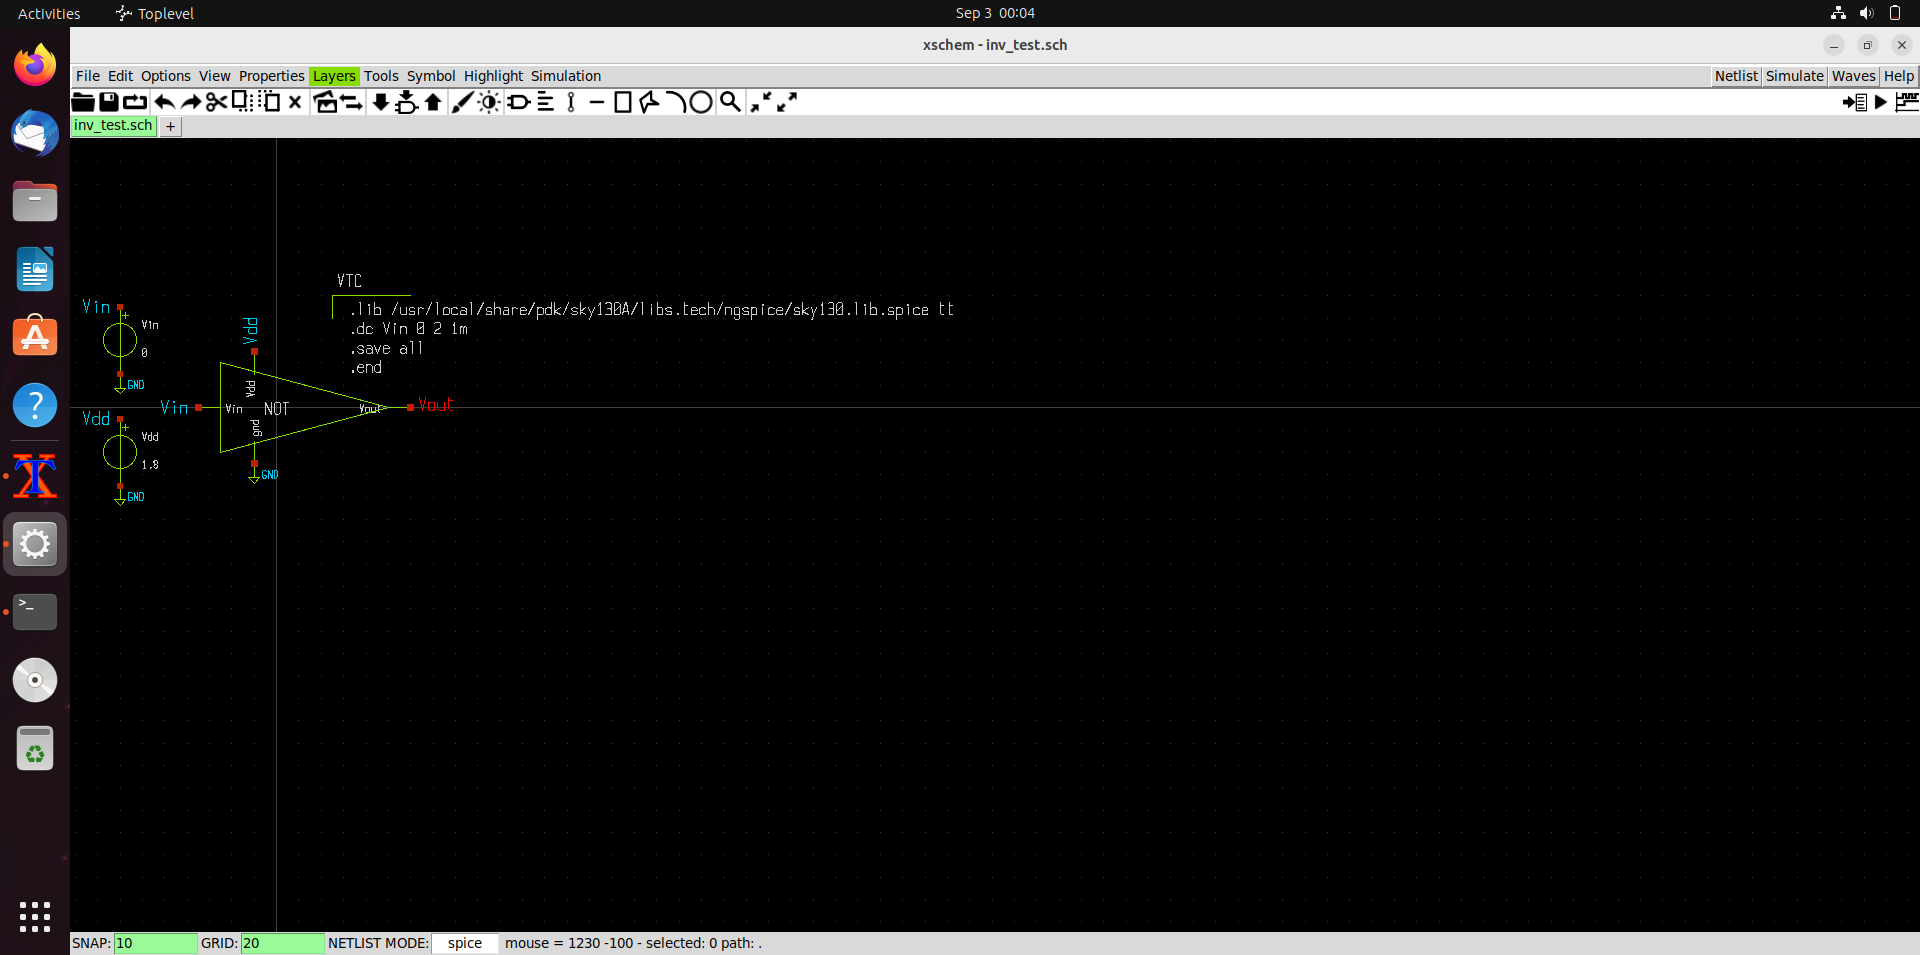 Activities
Toplevel
Sep 3 00:04
xschem - inv_test.sch
File Edit Options View Properties Layers Tools Symbol Highlight Simulation
Netlist Simulate Waves Help
inv_test.sch +
VTC
.lib /usr/local/share/pdk/sky130A/libs.tech/ngspice/sky130.lib.spice tt
.dc Vin 0 2 1m
.save all
.end
Vin
+
Vin
0
GND
Vdd
+
Vdd
1.8
GND
Vdd
Vdd
Vin
Vin
NOT
Vout
Vout
gnd
GND
SNAP: 10 GRID: 20 NETLIST MODE: spice mouse = 1230 -100 - selected: 0 path: .